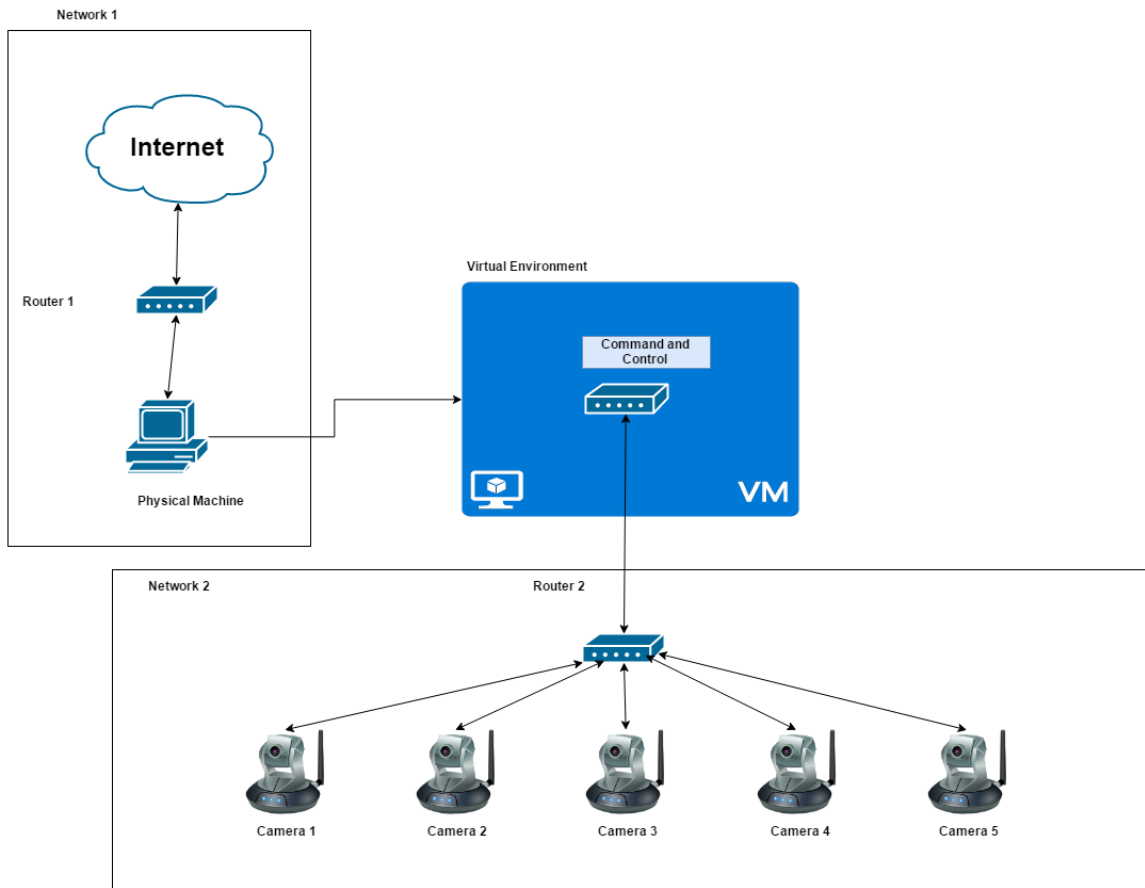 Network 1
Internet
Router 1
Physical Machine
Virtual Environment
Command and
Control
VM
Network 2
Router 2
Camera 1
Camera 2
Camera 3
Camera 4
Camera 5